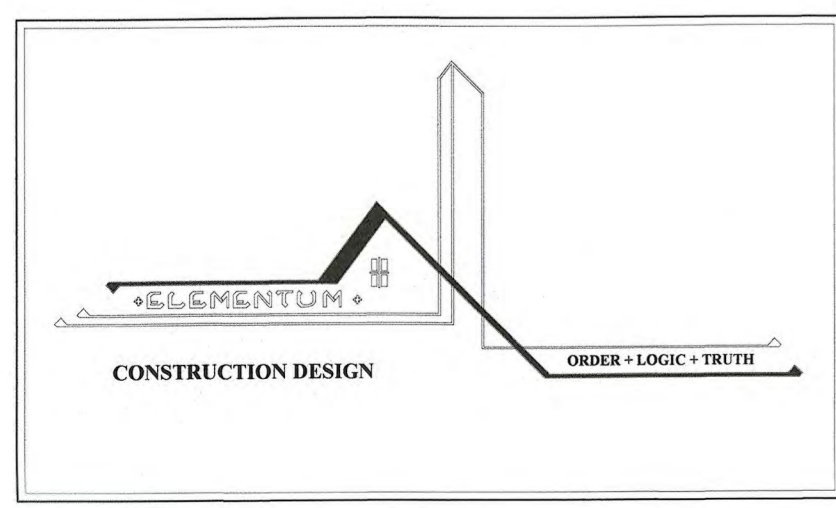 +ELEMENTUM+
CONSTRUCTION DESIGN
ORDER + LOGIC + TRUTH